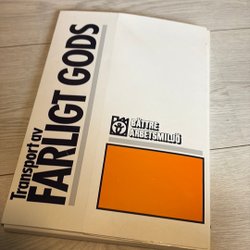 Transport av
FARLIGT GODS
BÄTTRE
ARBETSMILJÖ